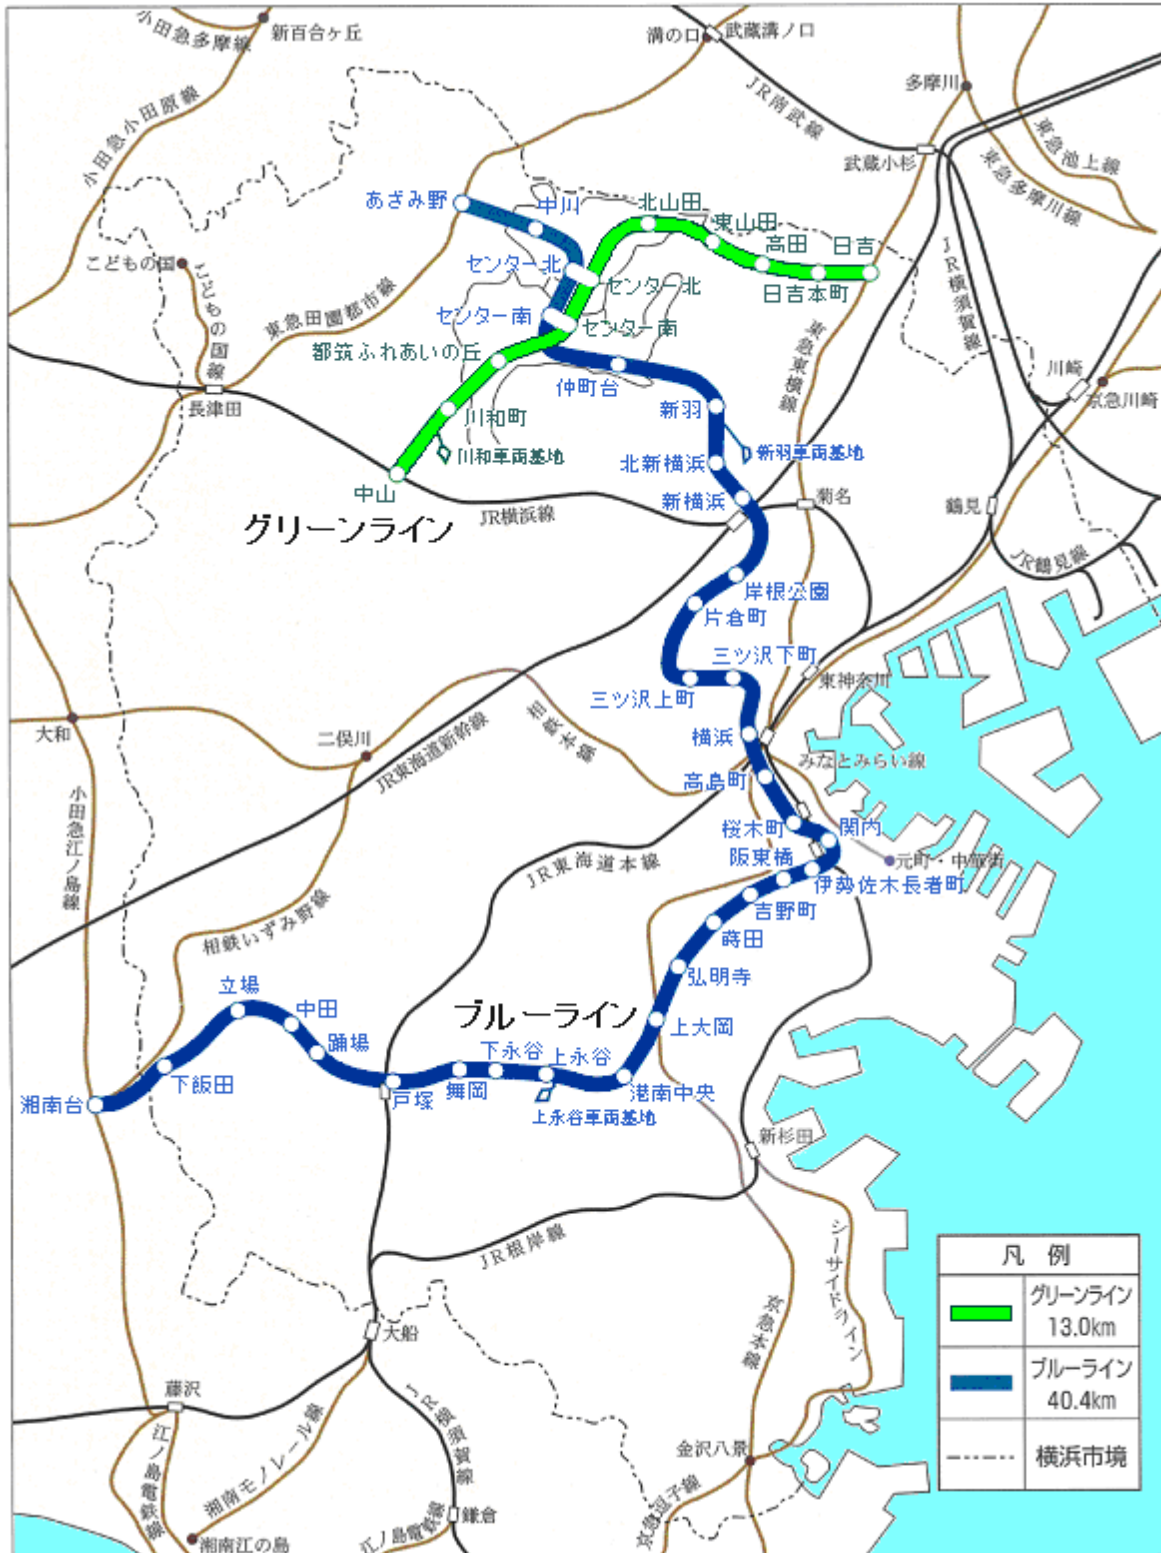 小田急多摩線
新百合ヶ丘
溝の口
武蔵溝ノ口
多摩川
JR南武線
小田急小田原線
武蔵小杉
東急池上線
東急多摩川線
あざみ野
中川
北山田
東山田
高田
日吉
こどもの国
こどもの国線
センター北
センター北
日吉本町
JR横須賀線
東急田園都市線
センター南
センター南
東急東横線
都筑ふれあいの丘
仲町台
川崎
京急川崎
長津田
川和町
新羽
川和車両基地
北新横浜
新羽車両基地
中山
新横浜
菊名
鶴見
JR横浜線
グリーンライン
JR鶴見線
岸根公園
片倉町
三ツ沢下町
東神奈川
三ツ沢上町
大和
二俣川
相鉄本線
横浜
みなとみらい線
JR東海道新幹線
高島町
小田急江ノ島線
桜木町
関内
JR東海道本線
阪東橋
元町・中華街
伊勢佐木長者町
吉野町
相鉄いずみ野線
蒔田
弘明寺
立場
中田
ブルーライン
上大岡
踊場
下永谷
上永谷
下飯田
戸塚
舞岡
港南中央
湘南台
上永谷車両基地
新杉田
JR根岸線
シーサイドライン
凡 例
グリーンライン
13.0km
ブルーライン
40.4km
横浜市境
京急本線
大船
藤沢
JR横須賀線
江ノ島電鉄線
湘南モノレール線
金沢八景
京急逗子線
鎌倉
江ノ島電鉄線
湘南江の島